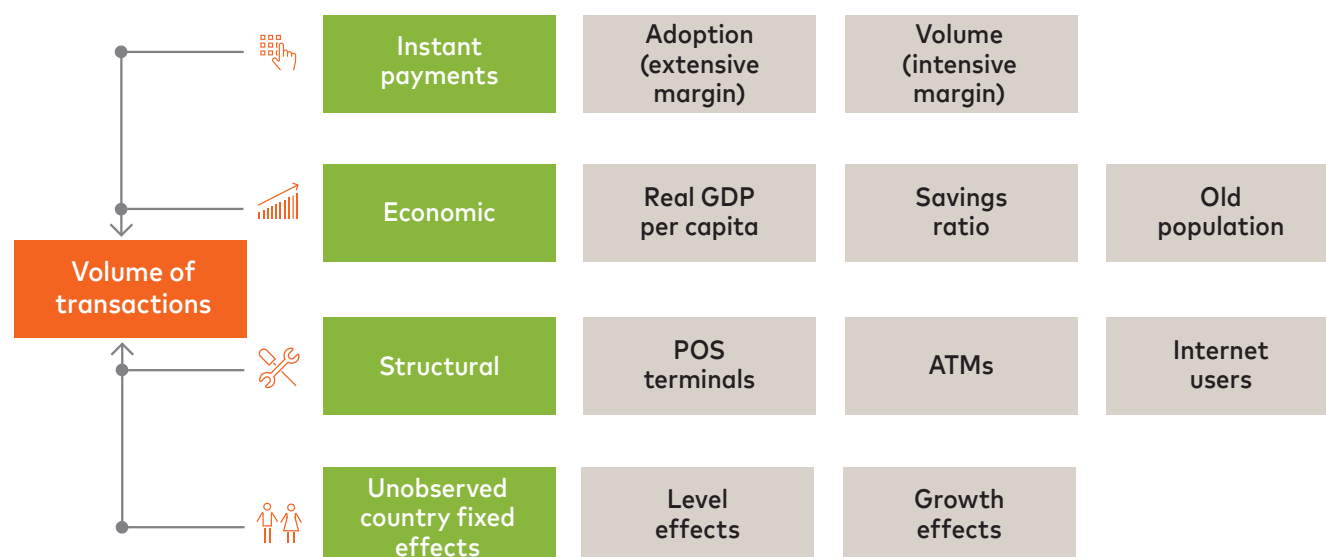 Instant
payments
Adoption
(extensive
margin)
Volume
(intensive
margin)
Economic
Real GDP
per capita
Savings
ratio
Old
population
Volume of
transactions
Structural
POS
terminals
ATMs
Internet
users
Unobserved
country fixed
effects
Level
effects
Growth
effects